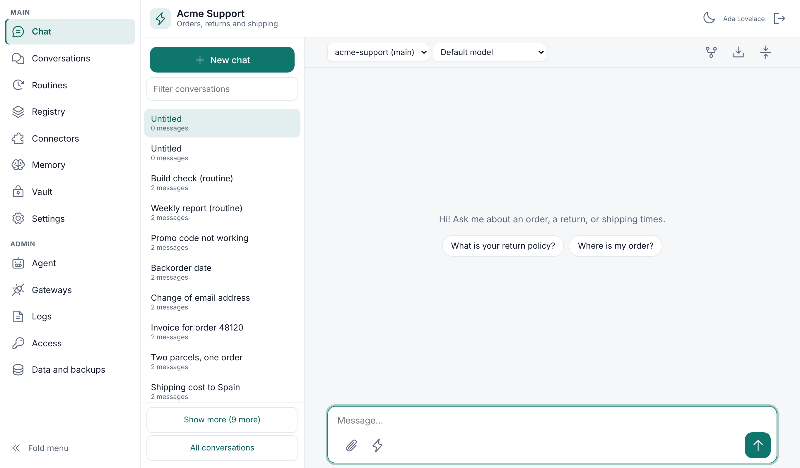 MAIN
Chat
Conversations
Routines
Registry
Connectors
Memory
Vault
Settings
ADMIN
Agent
Gateways
Logs
Access
Data and backups
Fold menu
Acme Support
Orders, returns and shipping
Ada Lovelace
New chat
Filter conversations
Untitled
0 messages
Untitled
0 messages
Build check (routine)
2 messages
Weekly report (routine)
2 messages
Promo code not working
2 messages
Backorder date
2 messages
Change of email address
2 messages
Invoice for order 48120
2 messages
Two parcels, one order
2 messages
Shipping cost to Spain
2 messages
Show more (9 more)
All conversations
acme-support (main)
Default model
Hi! Ask me about an order, a return, or shipping times.
What is your return policy?
Where is my order?
Message...